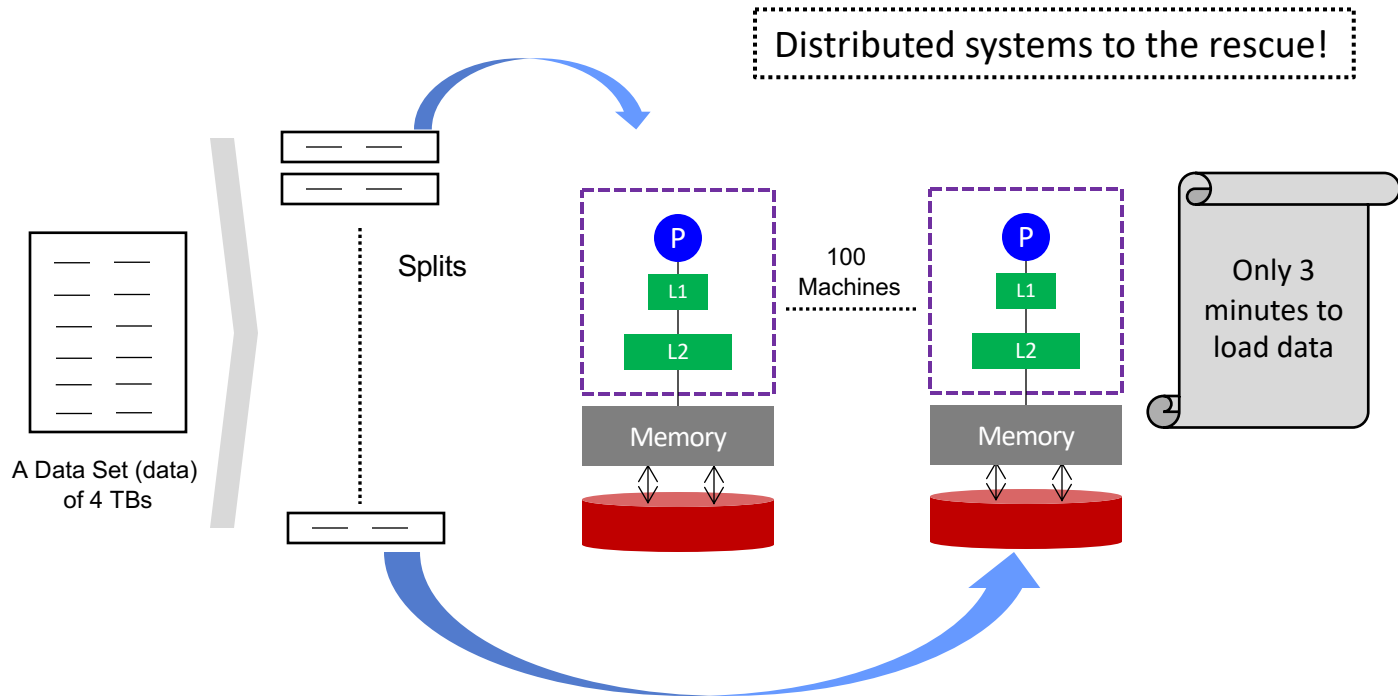 Distributed systems to the rescue!
A Data Set (data)
of 4 TBs
Splits
P
L1
L2
Memory
100
Machines
P
L1
L2
Memory
Only 3
minutes to
load data